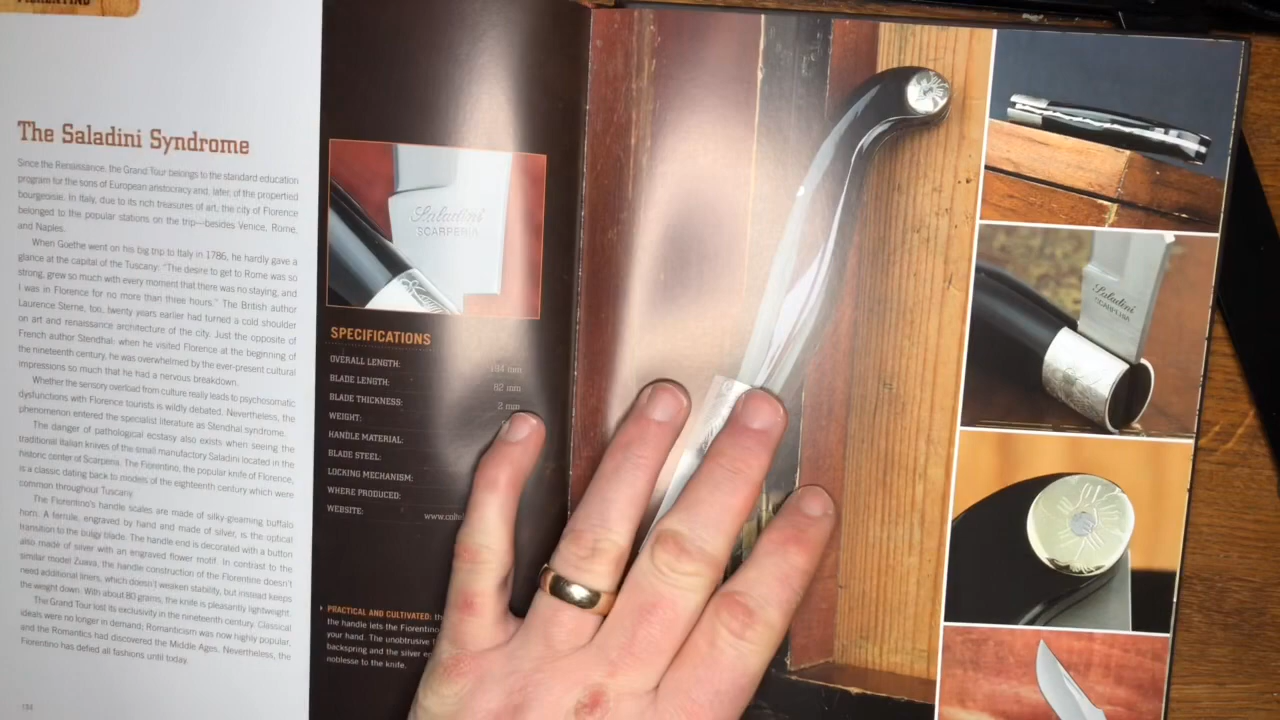 The Saladini Syndrome
Since the Renaissance, the Grand Tour belongs to the standard education
program for the sons of European aristocracy and, later, of the propertied
bourgeoisie. In Italy, due to its rich treasures of art, the city of Florence
belonged to the popular stations on the trip—besides Venice, Rome,
and Naples.
When Goethe went on his big trip to Italy in 1786, he hardly gave a
glance at the capital of the Tuscany: "The desire to get to Rome was so
strong, grew so much with every moment that there was no staying, and
I was in Florence for no more than three hours." The British author
Laurence Sterne, too, twenty years earlier had turned a cold shoulder
on art and renaissance architecture of the city. Just the opposite of
French author Stendhal: when he visited Florence at the beginning of
the nineteenth century, he was overwhelmed by the ever-present cultural
impressions so much that he had a nervous breakdown.
Whether the sensory overload from culture really leads to psychosomatic
dysfunctions with Florence tourists is wildly debated. Nevertheless, the
phenomenon entered the specialist literature as Stendhal syndrome.
The danger of pathological ecstasy also exists when seeing the
traditional Italian knives of the small manufactory Saladini located in the
historic center of Scarperia. The Fiorentino, the popular knife of Florence,
is a classic dating back to models of the eighteenth century which were
common throughout Tuscany.
The Fiorentino's handle scales are made of silky-gleaming buffalo
horn. A ferrule, engraved by hand and made of silver, is the optical
transition to the bulgy blade. The handle end is decorated with a button
also made of silver with an engraved flower motif. In contrast to the
similar model Zuava, the handle construction of the Florentine doesn't
need additional liners, which doesn't weaken stability, but instead keeps
the weight down. With about 80 grams, the knife is pleasantly lightweight.
The Grand Tour lost its exclusivity in the nineteenth century. Classical
ideals were no longer in demand; Romanticism was now highly popular,
and the Romantics had discovered the Middle Ages. Nevertheless, the
Fiorentino has defied all fashions until today.
Saladini
SCARPERIA
SPECIFICATIONS
OVERALL LENGTH: 194 mm
BLADE LENGTH: 82 mm
BLADE THICKNESS: 2 mm
WEIGHT:
HANDLE MATERIAL:
BLADE STEEL:
LOCKING MECHANISM:
WHERE PRODUCED:
WEBSITE:
PRACTICAL AND CULTIVATED:
the handle lets the Fiorentino
your hand. The unobtrusive
backspring and the silver
noblesse to the knife.
Saladini
SCARPERIA